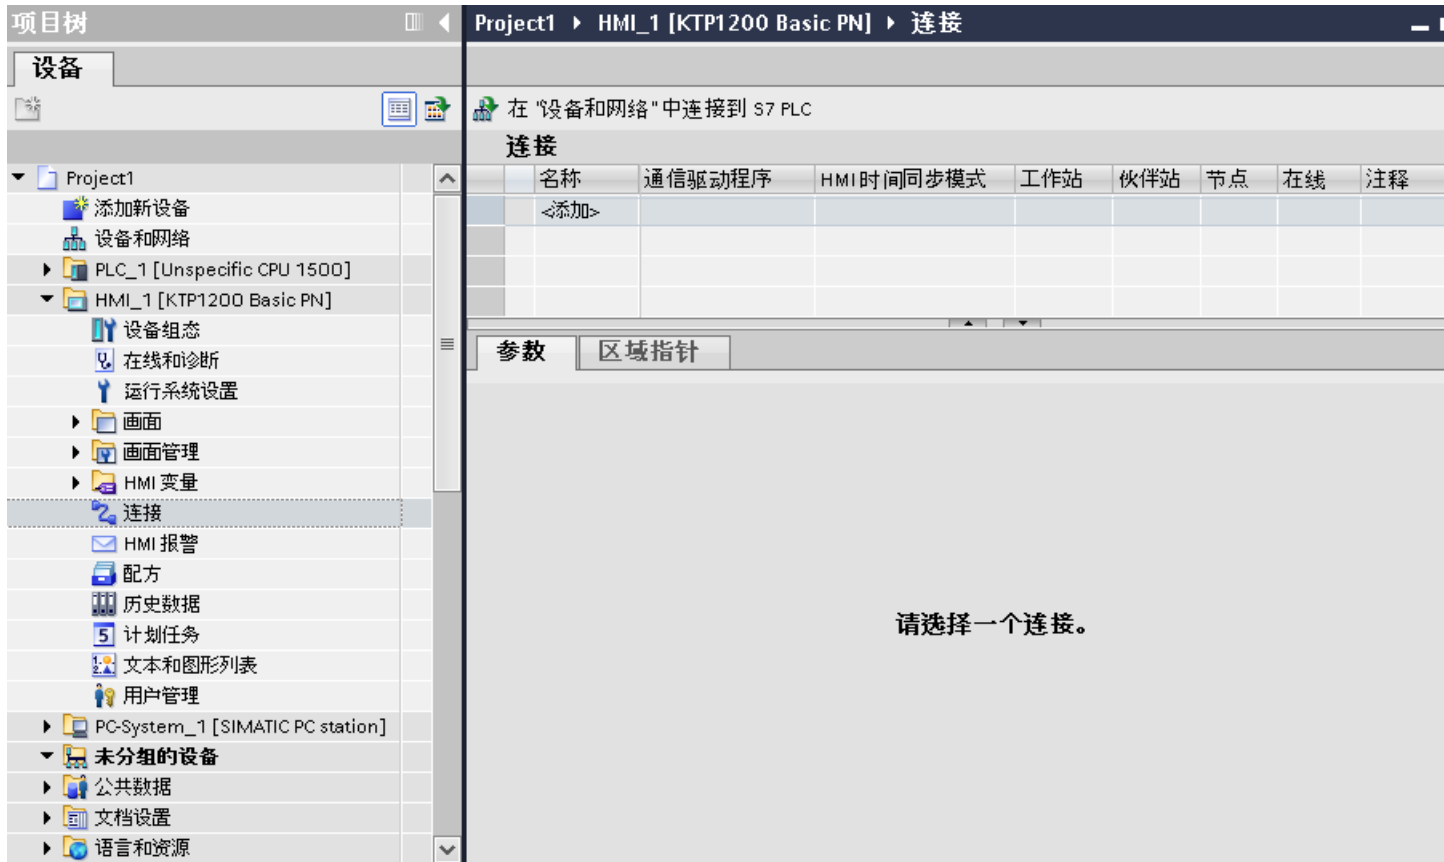 项目树
Project1 HMI_1 [KTP1200 Basic PN] 连接
设备
在 "设备和网络" 中连接到 S7 PLC
连接
名称 通信驱动程序 HMI时间同步模式 工作站 伙伴站 节点 在线 注释
<添加>
Project1
添加新设备
设备和网络
PLC_1 [Unspecific CPU 1500]
HMI_1 [KTP1200 Basic PN]
设备组态
在线和诊断
运行系统设置
画面
画面管理
HMI 变量
连接
HMI 报警
配方
历史数据
计划任务
文本和图形列表
用户管理
PC-System_1 [SIMATIC PC station]
未分组的设备
公共数据
文档设置
语言和资源
参数 区域指针
请选择一个连接。